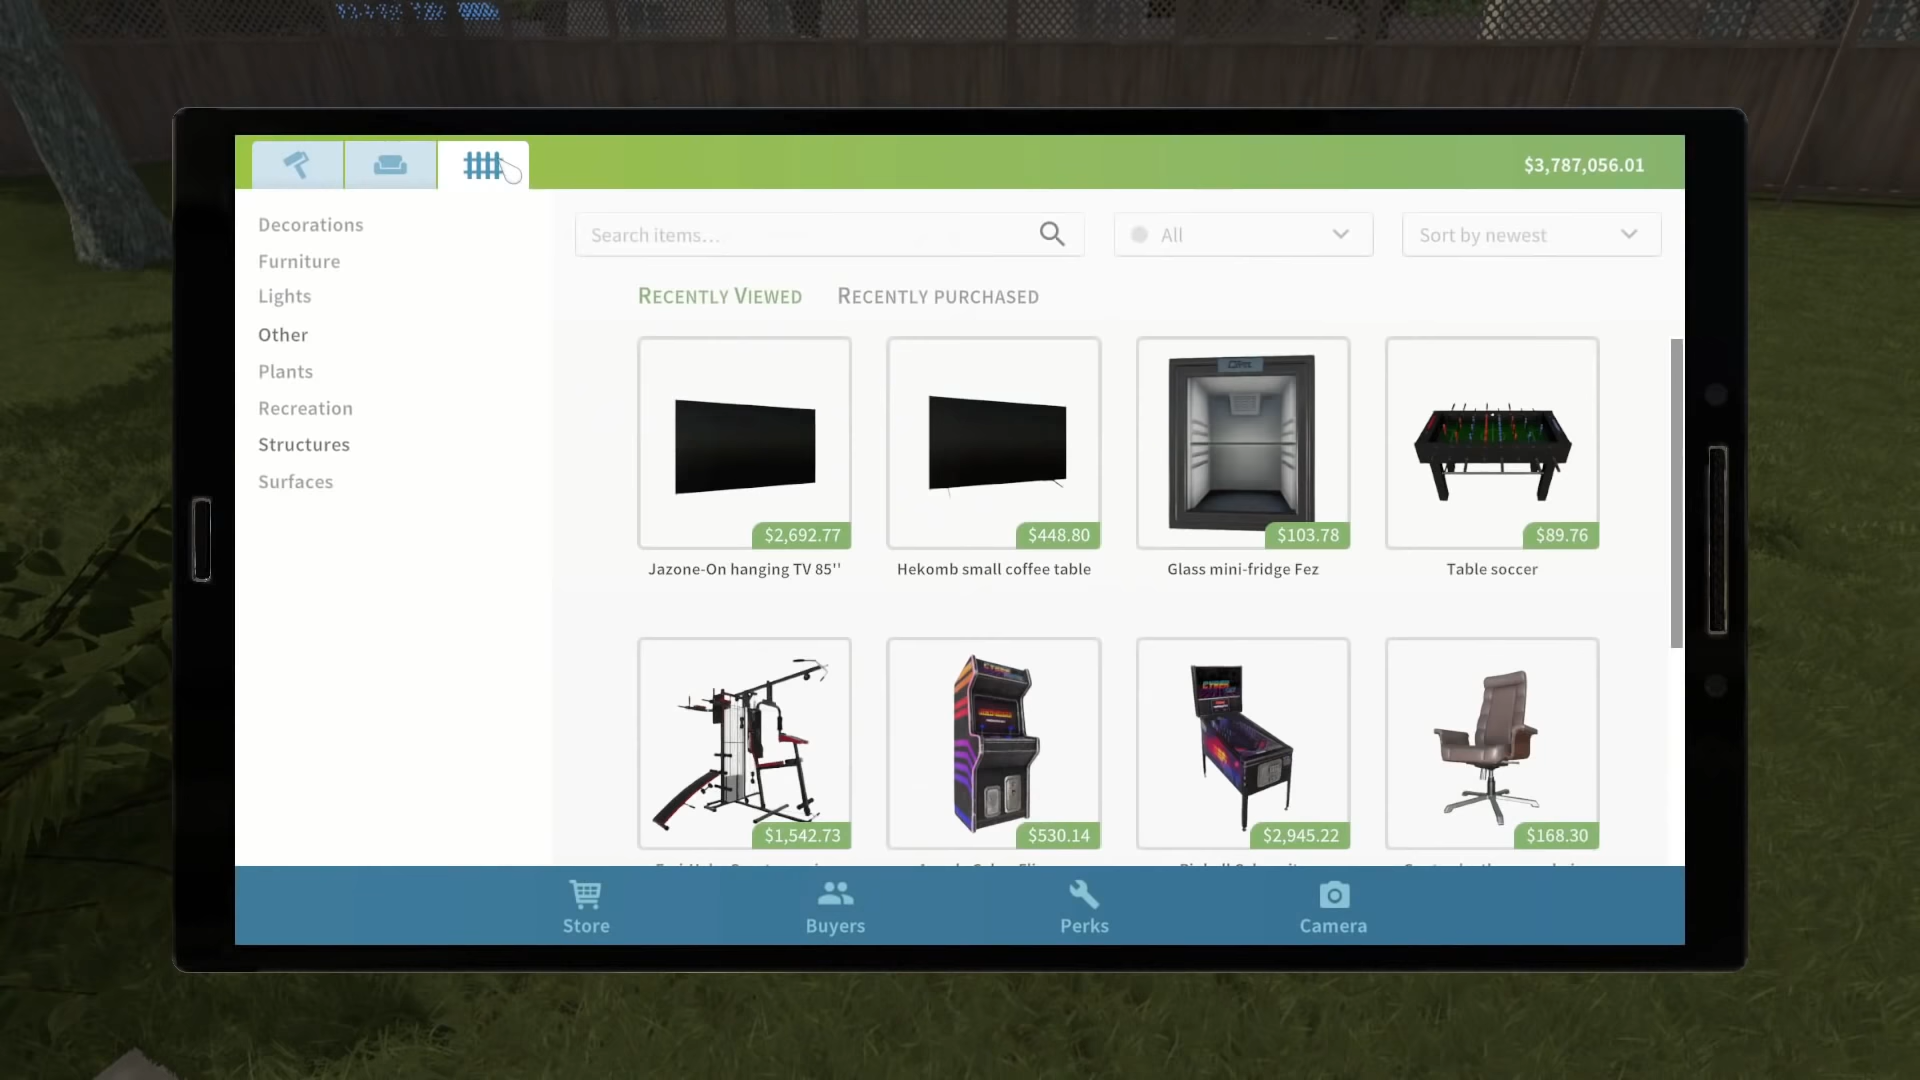 $3,787,056.01
Decorations
Furniture
Lights
Other
Plants
Recreation
Structures
Surfaces
Search items...
All
Sort by newest
RECENTLY VIEWED
RECENTLY PURCHASED
$2,692.77
$448.80
$103.78
$89.76
Jazone-On hanging TV 85''
Hekomb small coffee table
Glass mini-fridge Fez
Table soccer
$1,542.73
$530.14
$2,945.22
$168.30
Store
Buyers
Perks
Camera